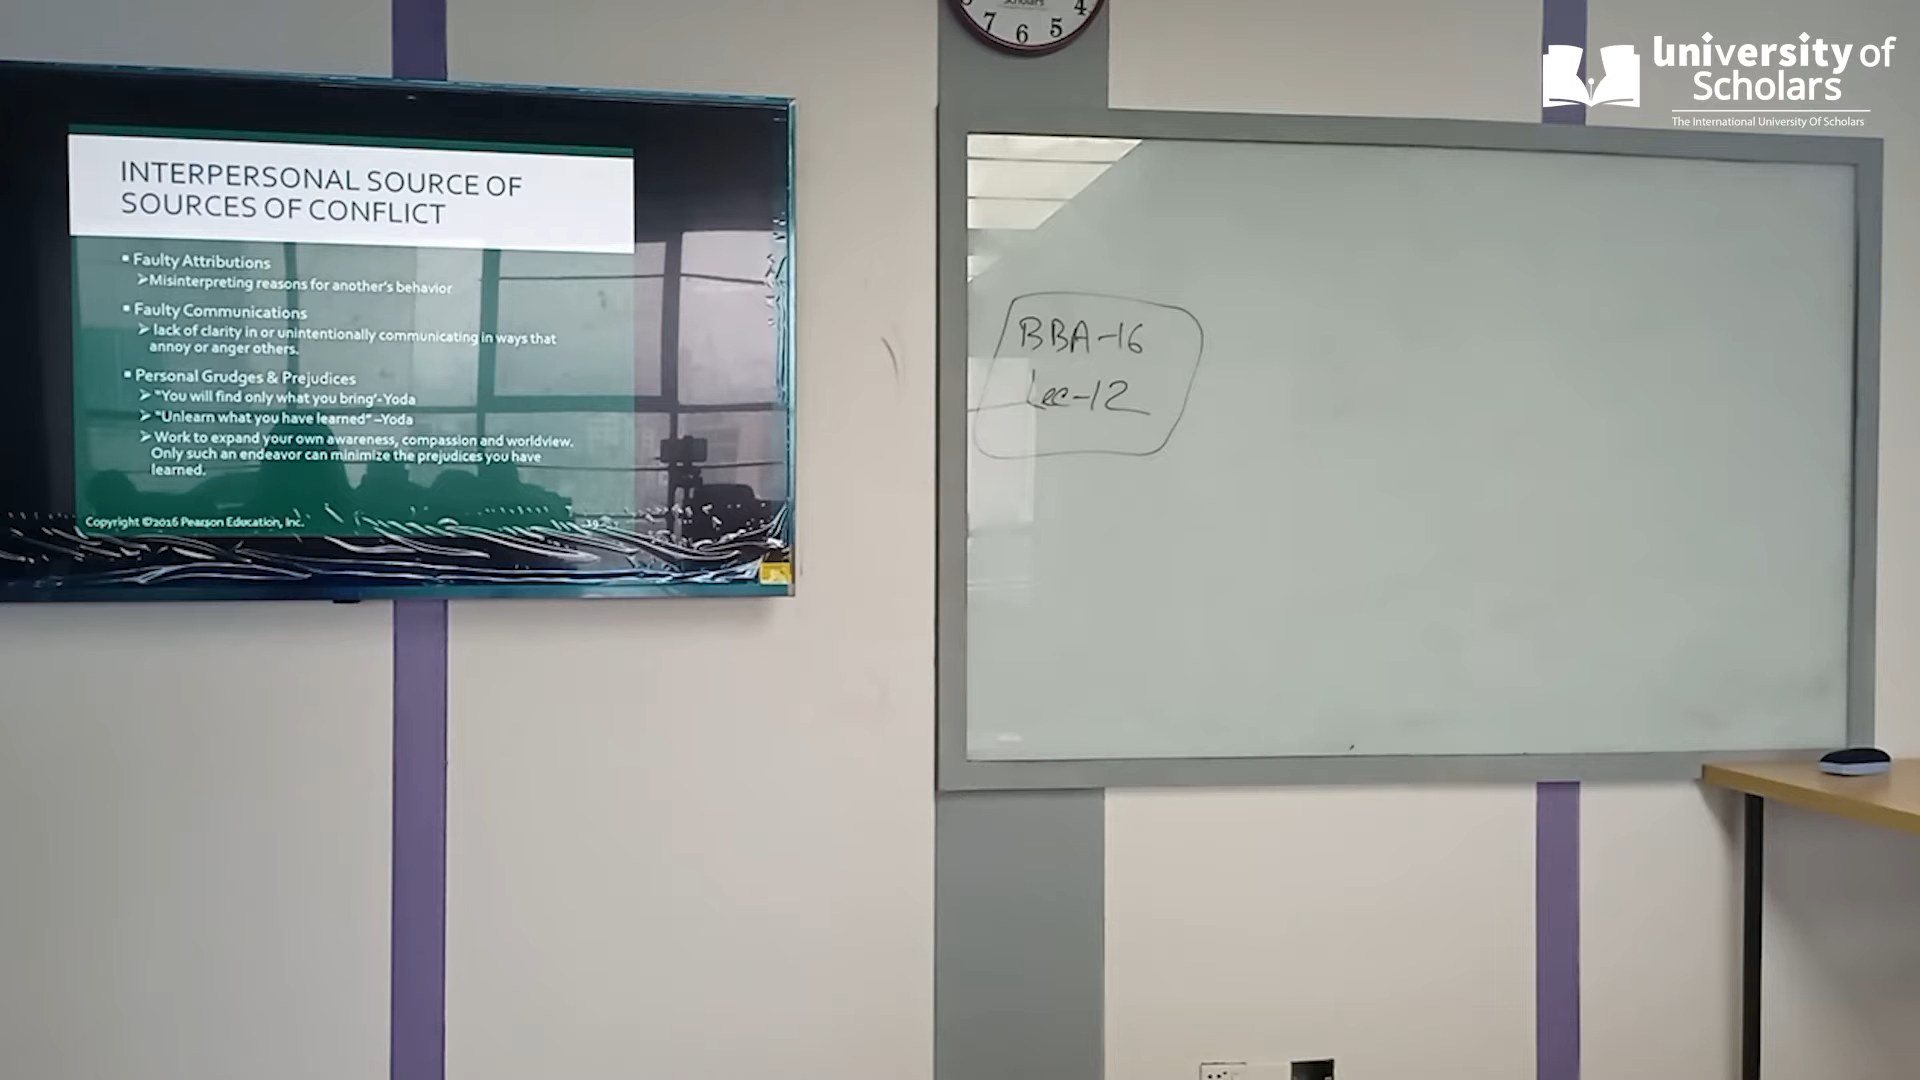 INTERPERSONAL SOURCE OF
SOURCES OF CONFLICT
Faulty Attributions
Misinterpreting reasons for another's behavior
Faulty Communications
lack of clarity in or unintentionally communicating in ways that
annoy or anger others.
Personal Grudges & Prejudices
"You will find only what you bring'-Yoda
"Unlearn what you have learned" –Yoda
Work to expand your own awareness, compassion and worldview.
Only such an endeavor can minimize the prejudices you have
learned.
Copyright ©2016 Pearson Education, Inc.
19
7 6 5 4
BBA-16
Lec-12
University of
Scholars
The International University Of Scholars